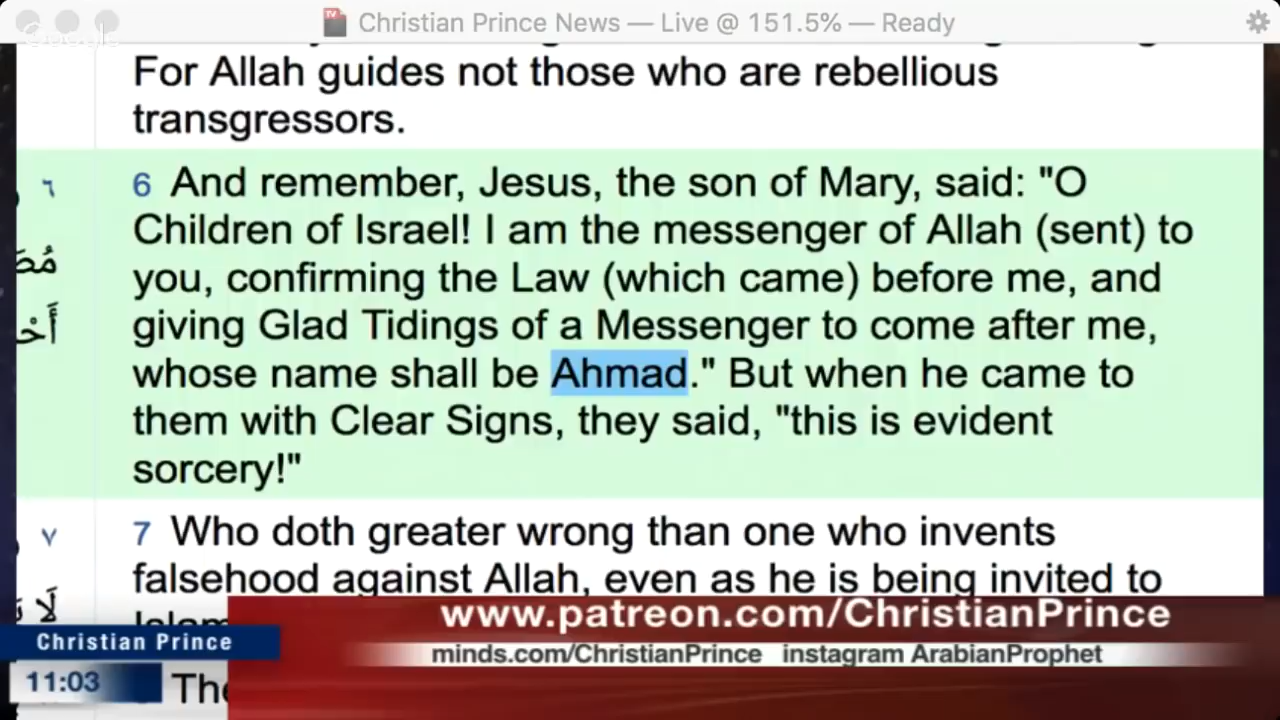 Christian Prince News — Live @ 151.5% — Ready
Google
For Allah guides not those who are rebellious
transgressors.
٦
6 And remember, Jesus, the son of Mary, said: "O
Children of Israel! I am the messenger of Allah (sent) to
you, confirming the Law (which came) before me, and
giving Glad Tidings of a Messenger to come after me,
whose name shall be Ahmad." But when he came to
them with Clear Signs, they said, "this is evident
sorcery!"
٧
7 Who doth greater wrong than one who invents
falsehood against Allah, even as he is being invited to
www.patreon.com/ChristianPrince
Christian Prince
minds.com/ChristianPrince instagram ArabianProphet
11:03